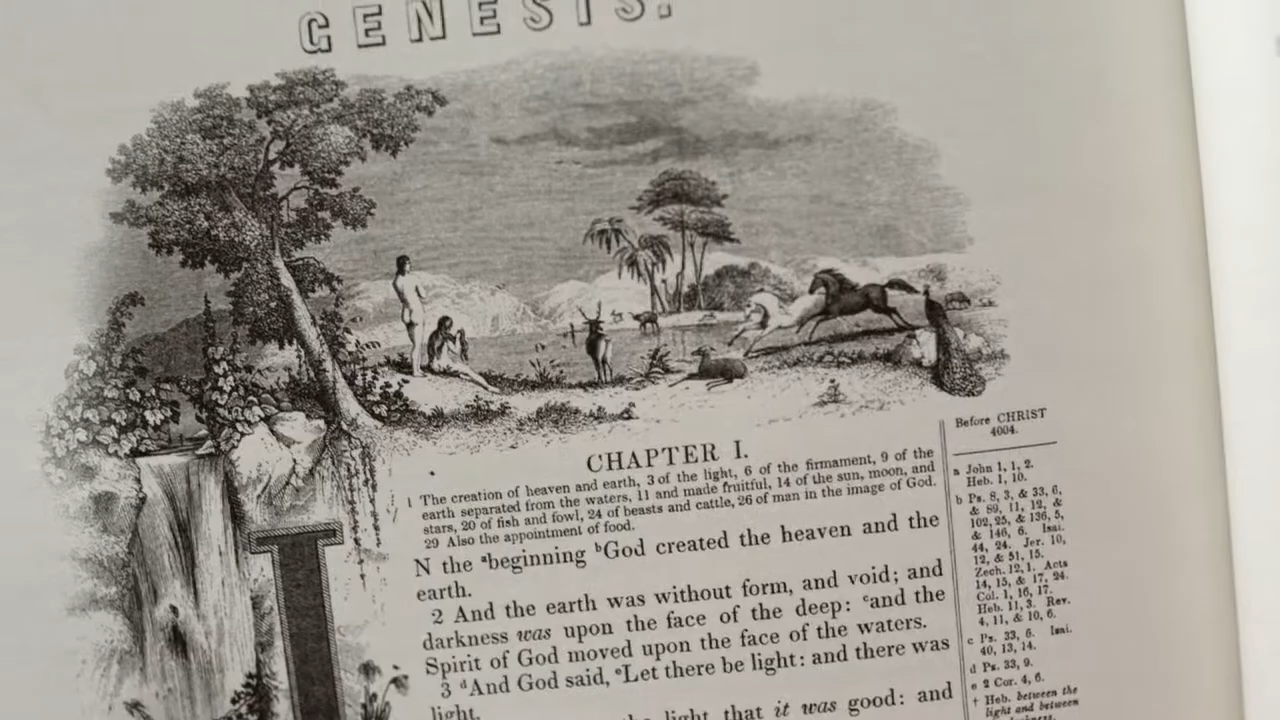 GENESIS.
CHAPTER I.
1 The creation of heaven and earth, 3 of the light, 6 of the firmament, 9 of the
earth separated from the waters, 11 and made fruitful, 14 of the sun, moon, and
stars, 20 of fish and fowl, 24 of beasts and cattle, 26 of man in the image of God.
29 Also the appointment of food.
IN the ᵃbeginning ᵇGod created the heaven and the
earth.
2 And the earth was without form, and void; and
darkness was upon the face of the deep: ᶜand the
Spirit of God moved upon the face of the waters.
3 ᵈAnd God said, ᵉLet there be light: and there was
light.
the light that it was good: and
Before CHRIST
4004.
a John 1, 1, 2.
Heb. 1, 10.
b Ps. 8, 3, & 33, 6,
& 89, 11, 12, &
102, 25, & 136, 5,
& 146, 6. Isai.
44, 24. Jer. 10,
12, & 51, 15.
Zech. 12, 1. Acts
14, 15, & 17, 24.
Col. 1, 16, 17.
Heb. 11, 3. Rev.
4, 11, & 10, 6.
c Ps. 33, 6. Isai.
40, 13, 14.
d Ps. 33, 9.
e 2 Cor. 4, 6.
† Heb. between the
light and between